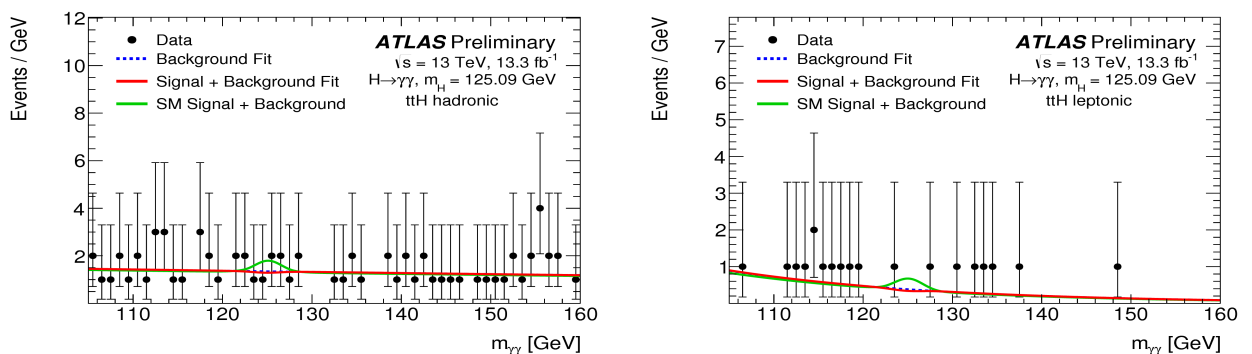 Events / GeV
12
10
8
6
4
2
110 120 130 140 150 160
mγγ [GeV]
Data
Background Fit
Signal + Background Fit
SM Signal + Background
ATLAS Preliminary
√s = 13 TeV, 13.3 fb⁻¹
H→γγ, mH = 125.09 GeV
ttH hadronic
Events / GeV
7
6
5
4
3
2
1
110 120 130 140 150 160
mγγ [GeV]
Data
Background Fit
Signal + Background Fit
SM Signal + Background
ATLAS Preliminary
√s = 13 TeV, 13.3 fb⁻¹
H→γγ, mH = 125.09 GeV
ttH leptonic